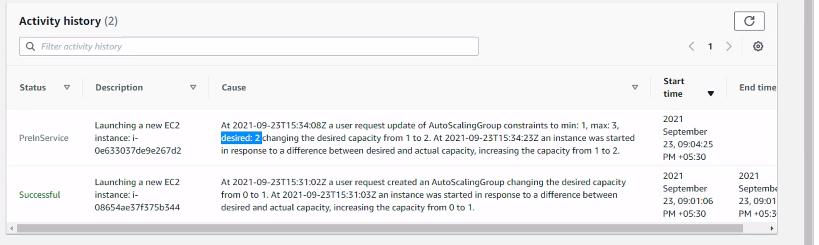 Activity history (2)
Filter activity history
1
Status
Description
Cause
Start
time
End time
PreInService
Launching a new EC2
instance: i-
0e633037de9e267d2
At 2021-09-23T15:34:08Z a user request update of AutoScalingGroup constraints to min: 1, max: 3,
desired: 2 changing the desired capacity from 1 to 2. At 2021-09-23T15:34:23Z an instance was started
in response to a difference between desired and actual capacity, increasing the capacity from 1 to 2.
2021
September
23, 09:04:25
PM +05:30
Successful
Launching a new EC2
instance: i-
08654ae37f375b344
At 2021-09-23T15:31:02Z a user request created an AutoScalingGroup changing the desired capacity
from 0 to 1. At 2021-09-23T15:31:03Z an instance was started in response to a difference between
desired and actual capacity, increasing the capacity from 0 to 1.
2021
September
23, 09:01:06
PM +05:30
2021
Septembe
23, 09:01
PM +05:3